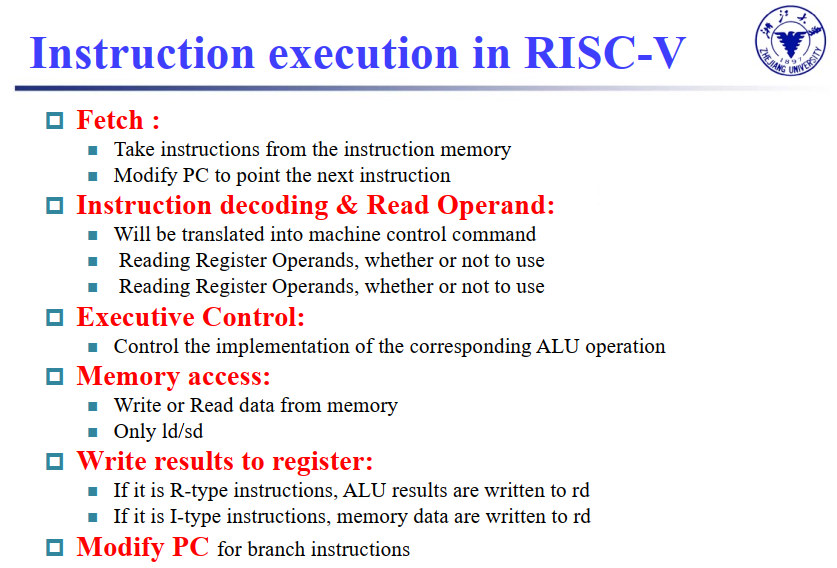 Instruction execution in RISC-V
浙江大学
ZHEJIANG UNIVERSITY
1897
Fetch :
Take instructions from the instruction memory
Modify PC to point the next instruction
Instruction decoding & Read Operand:
Will be translated into machine control command
Reading Register Operands, whether or not to use
Reading Register Operands, whether or not to use
Executive Control:
Control the implementation of the corresponding ALU operation
Memory access:
Write or Read data from memory
Only ld/sd
Write results to register:
If it is R-type instructions, ALU results are written to rd
If it is I-type instructions, memory data are written to rd
Modify PC for branch instructions